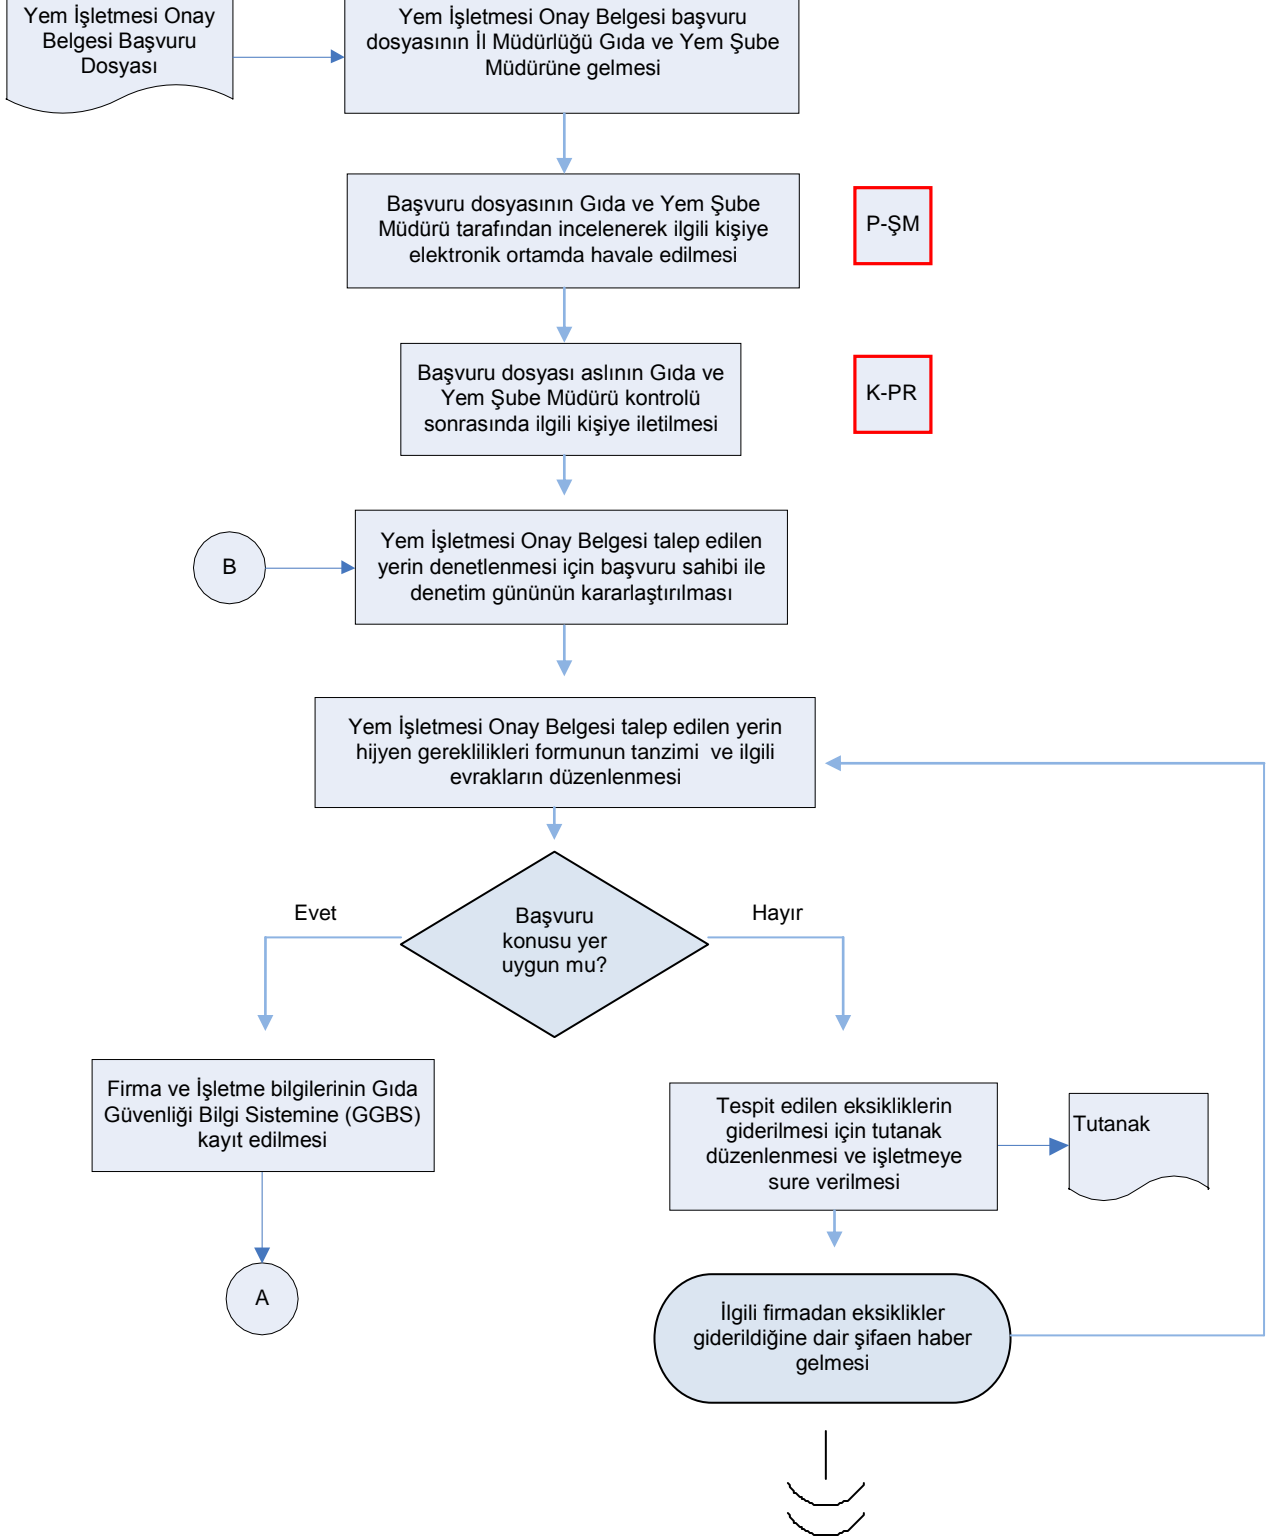 Yem İşletmesi Onay
Belgesi Başvuru
Dosyası
Yem İşletmesi Onay Belgesi başvuru
dosyasının İl Müdürlüğü Gıda ve Yem Şube
Müdürüne gelmesi
Başvuru dosyasının Gıda ve Yem Şube
Müdürü tarafından incelenerek ilgili kişiye
elektronik ortamda havale edilmesi
P-ŞM
Başvuru dosyası aslının Gıda ve
Yem Şube Müdürü kontrolü
sonrasında ilgili kişiye iletilmesi
K-PR
B
Yem İşletmesi Onay Belgesi talep edilen
yerin denetlenmesi için başvuru sahibi ile
denetim gününün kararlaştırılması
Yem İşletmesi Onay Belgesi talep edilen yerin
hijyen gereklilikleri formunun tanzimi ve ilgili
evrakların düzenlenmesi
Evet
Başvuru
konusu yer
uygun mu?
Hayır
Firma ve İşletme bilgilerinin Gıda
Güvenliği Bilgi Sistemine (GGBS)
kayıt edilmesi
Tespit edilen eksikliklerin
giderilmesi için tutanak
düzenlenmesi ve işletmeye
sure verilmesi
Tutanak
A
İlgili firmadan eksiklikler
giderildiğine dair şifaen haber
gelmesi